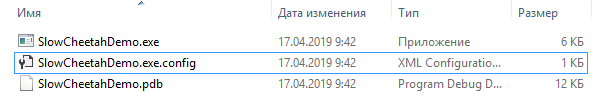 Имя Дата изменения Тип Размер
SlowCheetahDemo.exe 17.04.2019 9:42 Приложение 6 КБ
SlowCheetahDemo.exe.config 17.04.2019 9:42 XML Configuratio... 1 КБ
SlowCheetahDemo.pdb 17.04.2019 9:42 Program Debug D... 12 КБ